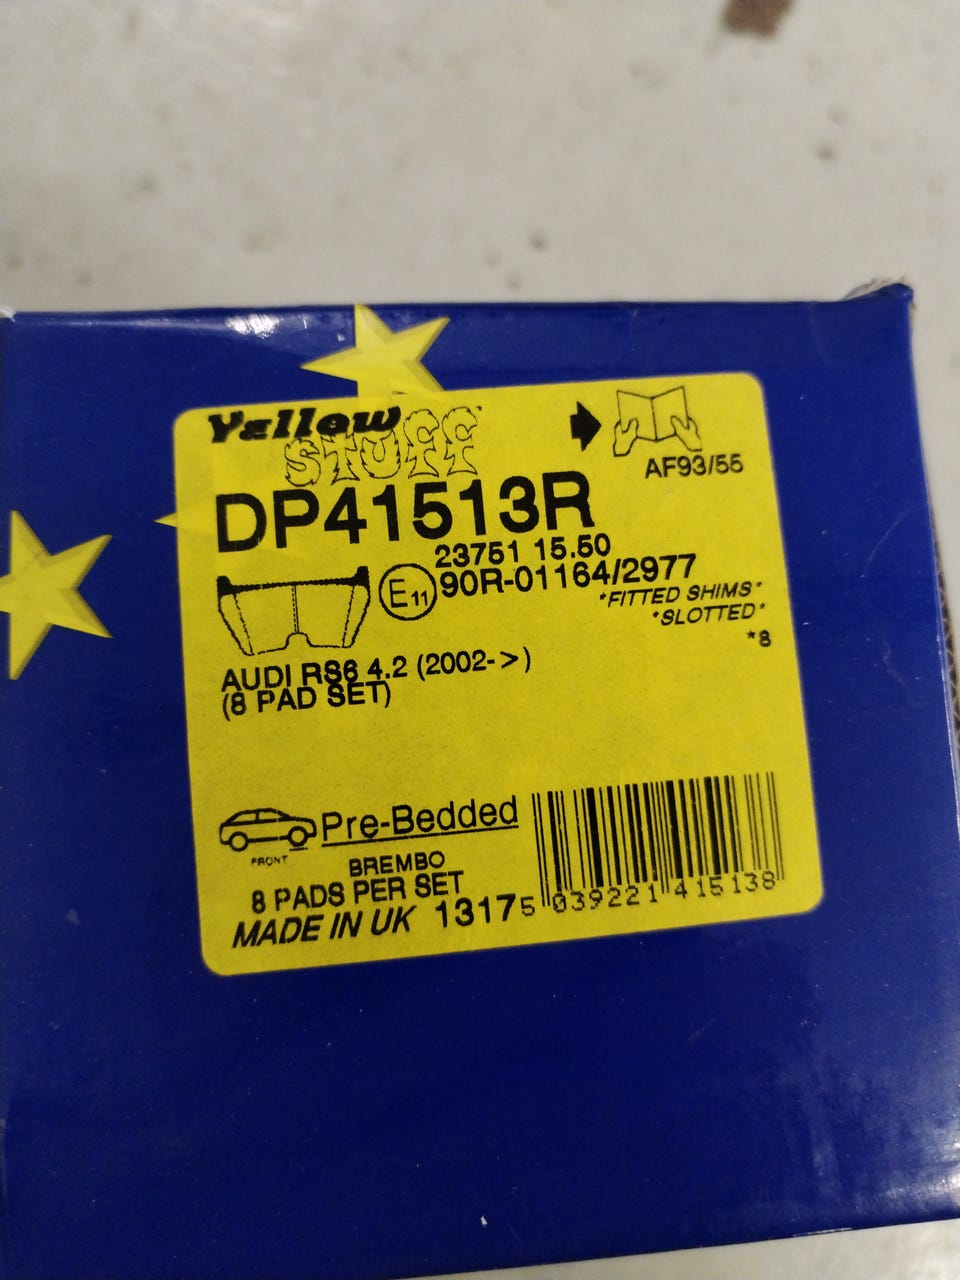 Yellow
STUFF
AF93/55
DP41513R
23751 15.50
E11 90R-01164/2977
*FITTED SHIMS*
*SLOTTED*
*8
AUDI RS6 4.2 (2002->)
(8 PAD SET)
Pre-Bedded
FRONT
BREMBO
8 PADS PER SET
MADE IN UK 1317
5 039221 415138